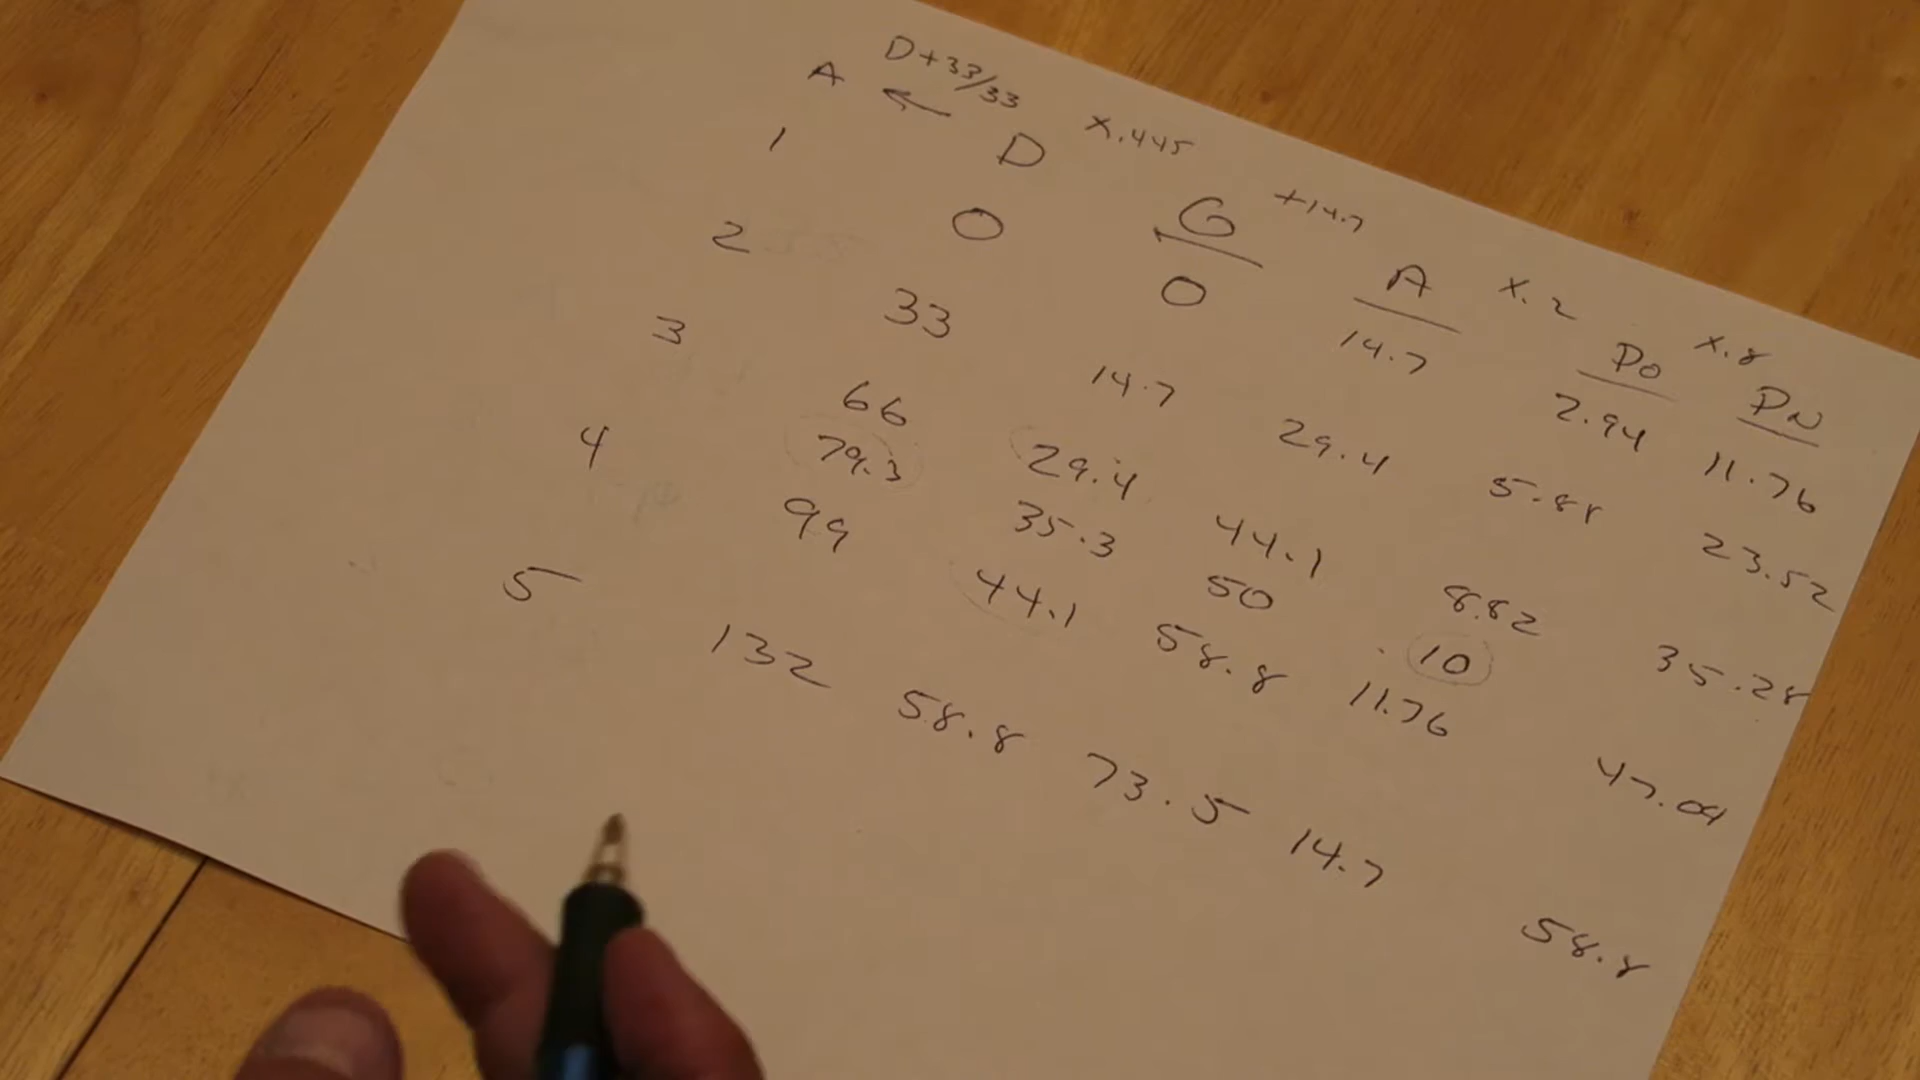 A D+33/33 ← D x.445 G +14.7 A x.2 Po x.8 PN
1 0 0 14.7 2.94 11.76
2 33 14.7 29.4 5.88 23.52
3 66 29.4 44.1 8.82 35.28
79.3 35.3 50 10
4 99 44.1 58.8 11.76 47.04
5 132 58.8 73.5 14.7 58.8